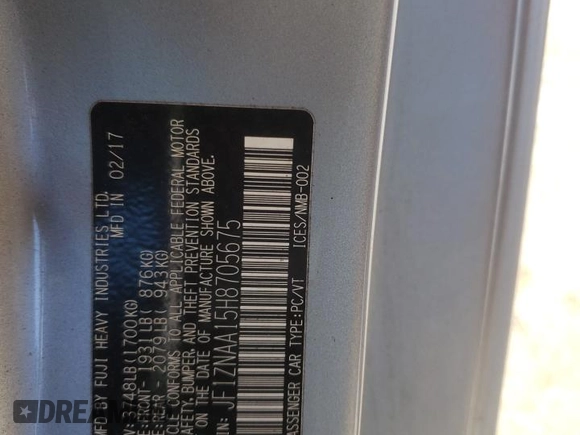 MFD. BY FUJI HEAVY INDUSTRIES LTD.
MFD IN 02/17
3748LB(1700KG)
FRONT- 1931LB( 876KG)
REAR - 2079LB( 943KG)
VEHICLE CONFORMS TO ALL APPLICABLE FEDERAL MOTOR
SAFETY, BUMPER, AND THEFT PREVENTION STANDARDS
IN EFFECT ON THE DATE OF MANUFACTURE SHOWN ABOVE.
JF1ZNAA15H8705675
ICES/NMB-002
PASSENGER CAR TYPE:PC/VT
DREAM